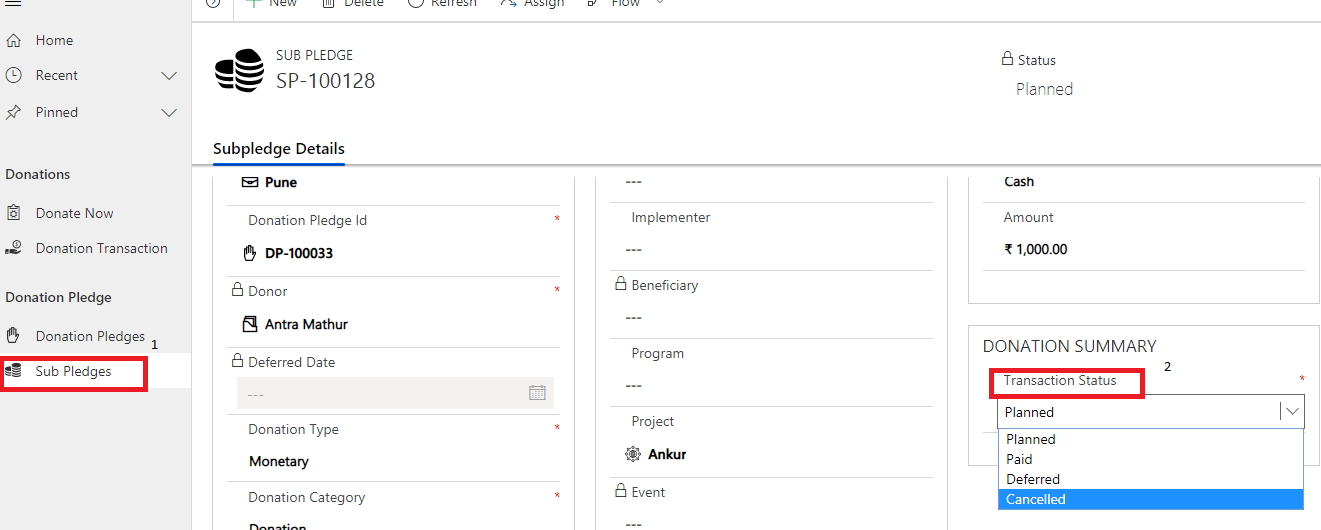 New Delete Refresh Assign Flow
Home
Recent
Pinned
Donations
Donate Now
Donation Transaction
Donation Pledge
Donation Pledges
1
Sub Pledges
SUB PLEDGE
SP-100128
Status
Planned
Subpledge Details
Pune
Donation Pledge Id *
DP-100033
Donor *
Antra Mathur
Deferred Date
---
Donation Type *
Monetary
Donation Category *
Donation
---
Implementer
---
Beneficiary
---
Program
---
Project
Ankur
Event
---
Cash
Amount
₹ 1,000.00
DONATION SUMMARY
2
Transaction Status *
Planned
Planned
Paid
Deferred
Cancelled